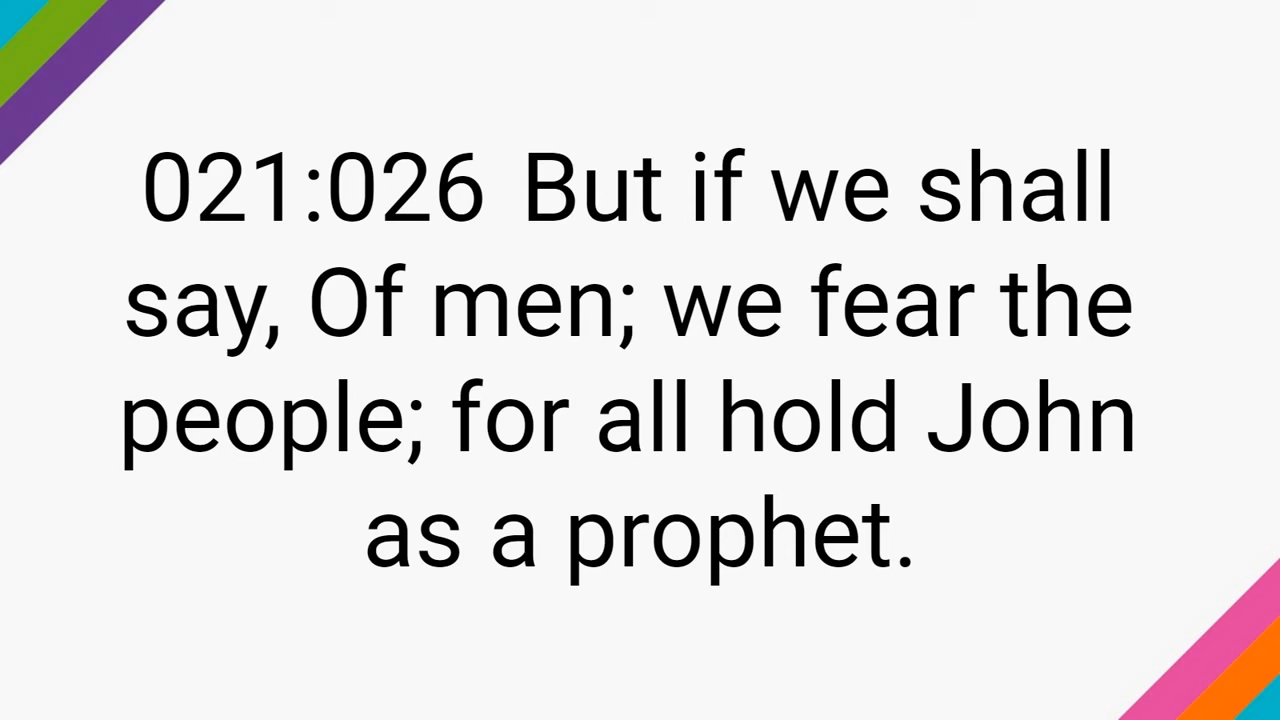 021:026 But if we shall
say, Of men; we fear the
people; for all hold John
as a prophet.